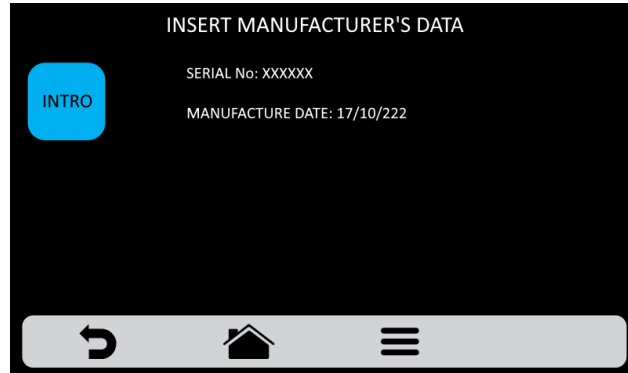 INSERT MANUFACTURER'S DATA
SERIAL No: XXXXXX
INTRO
MANUFACTURE DATE: 17/10/222